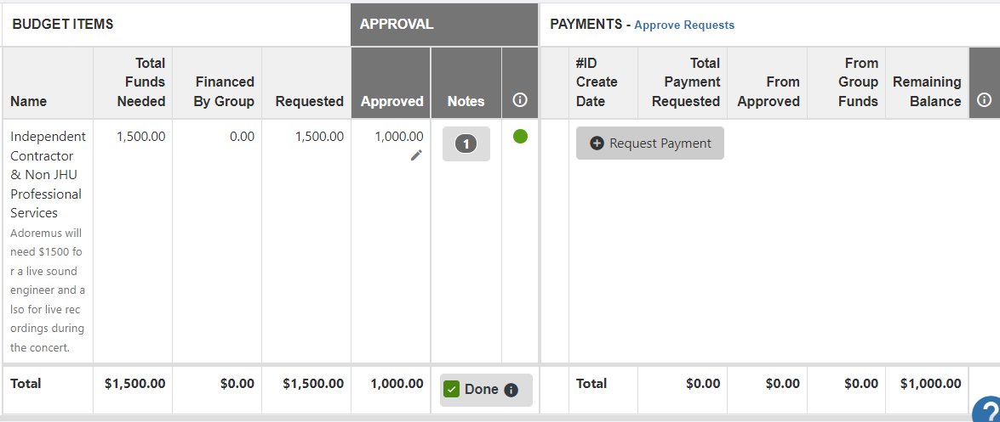 BUDGET ITEMS
APPROVAL
PAYMENTS - Approve Requests
Name
Total
Funds
Needed
Financed
By Group
Requested
Approved
Notes
#ID
Create
Date
Total
Payment
Requested
From
Approved
From
Group
Funds
Remaining
Balance
Independent
Contractor
& Non JHU
Professional
Services
Adoremus will
need $1500 fo
r a live sound
engineer and a
lso for live rec
ordings during
the concert.
1,500.00
0.00
1,500.00
1,000.00
1
Request Payment
Total
$1,500.00
$0.00
$1,500.00
1,000.00
Done
Total
$0.00
$0.00
$0.00
$1,000.00
?